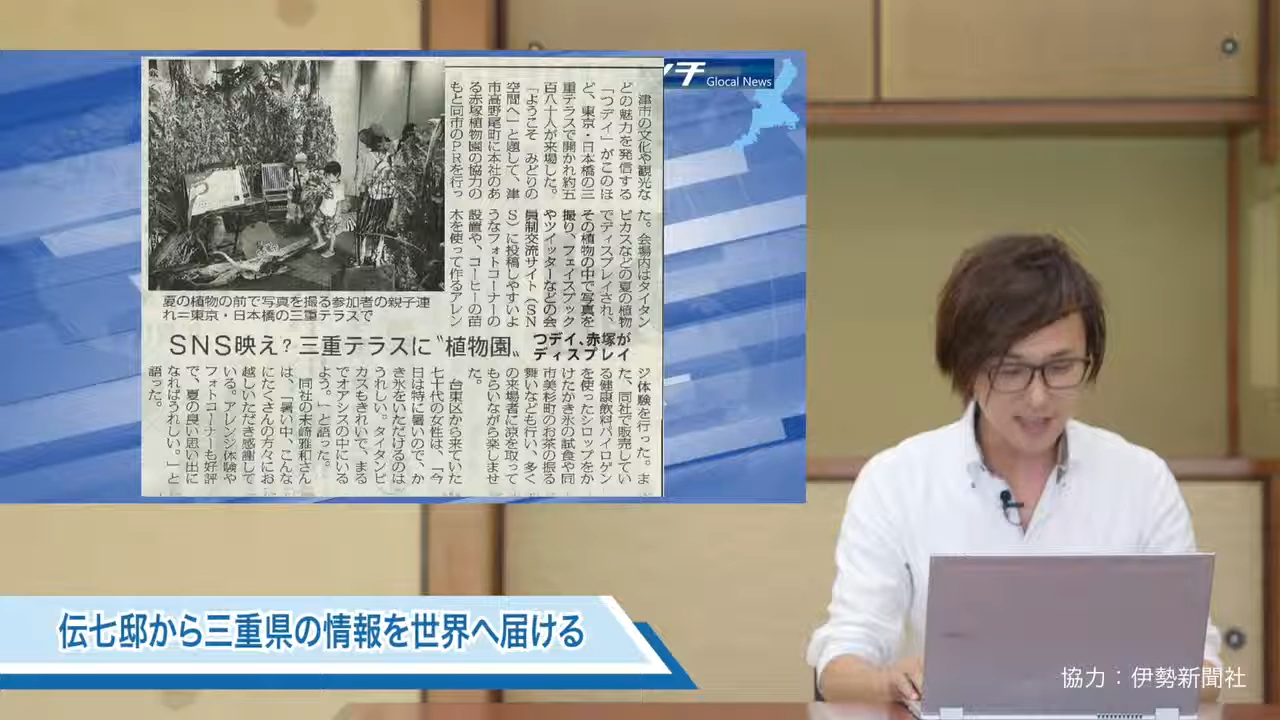 ンチ
Glocal News
津市の文化や観光な
どの魅力を発信する
「つデイ」がこのほ
ど、東京・日本橋の三
重テラスで開かれ約五
百八十人が来場した。
「ようこそ みどりの
空間へ」と題して、津
市高野尾町に本社のあ
る赤塚植物園の協力の
もと同市のPRを行っ
た。会場内はタイタン
ビカスなどの夏の植物
でディスプレイされ、
その植物の中で写真を
撮り、フェイスブック
やツイッターなどの会
員制交流サイト(SN
S)に投稿しやすいよ
うなフォトコーナーの
設置や、コーヒーの苗
木を使って作るアレン
夏の植物の前で写真を撮る参加者の親子連
れ=東京・日本橋の三重テラスで
SNS映え?三重テラスに〝植物園〟
つデイ、赤塚が
ディスプレイ
ジ体験を行った。ま
た、同社で販売してい
る健康飲料パイロゲン
を使ったシロップをか
けたかき氷の試食や同
市美杉町のお茶の振る
舞いなども行い、多く
の来場者に涼を取って
もらいながら楽しませ
た。
台東区から来ていた
七十代の女性は、「今
日は特に暑いので、か
き氷をいただけるのは
うれしい。タイタンビ
カスもきれいで、まる
でオアシスの中にいる
よう。」と語った。
同社の末崎雅和さん
は、「暑い中、こんな
にたくさんの方々にお
越しいただき感謝して
いる。アレンジ体験や
フォトコーナーも好評
で、夏の良い思い出に
なればうれしい。」と
語った。
伝七邸から三重県の情報を世界へ届ける
協力：伊勢新聞社